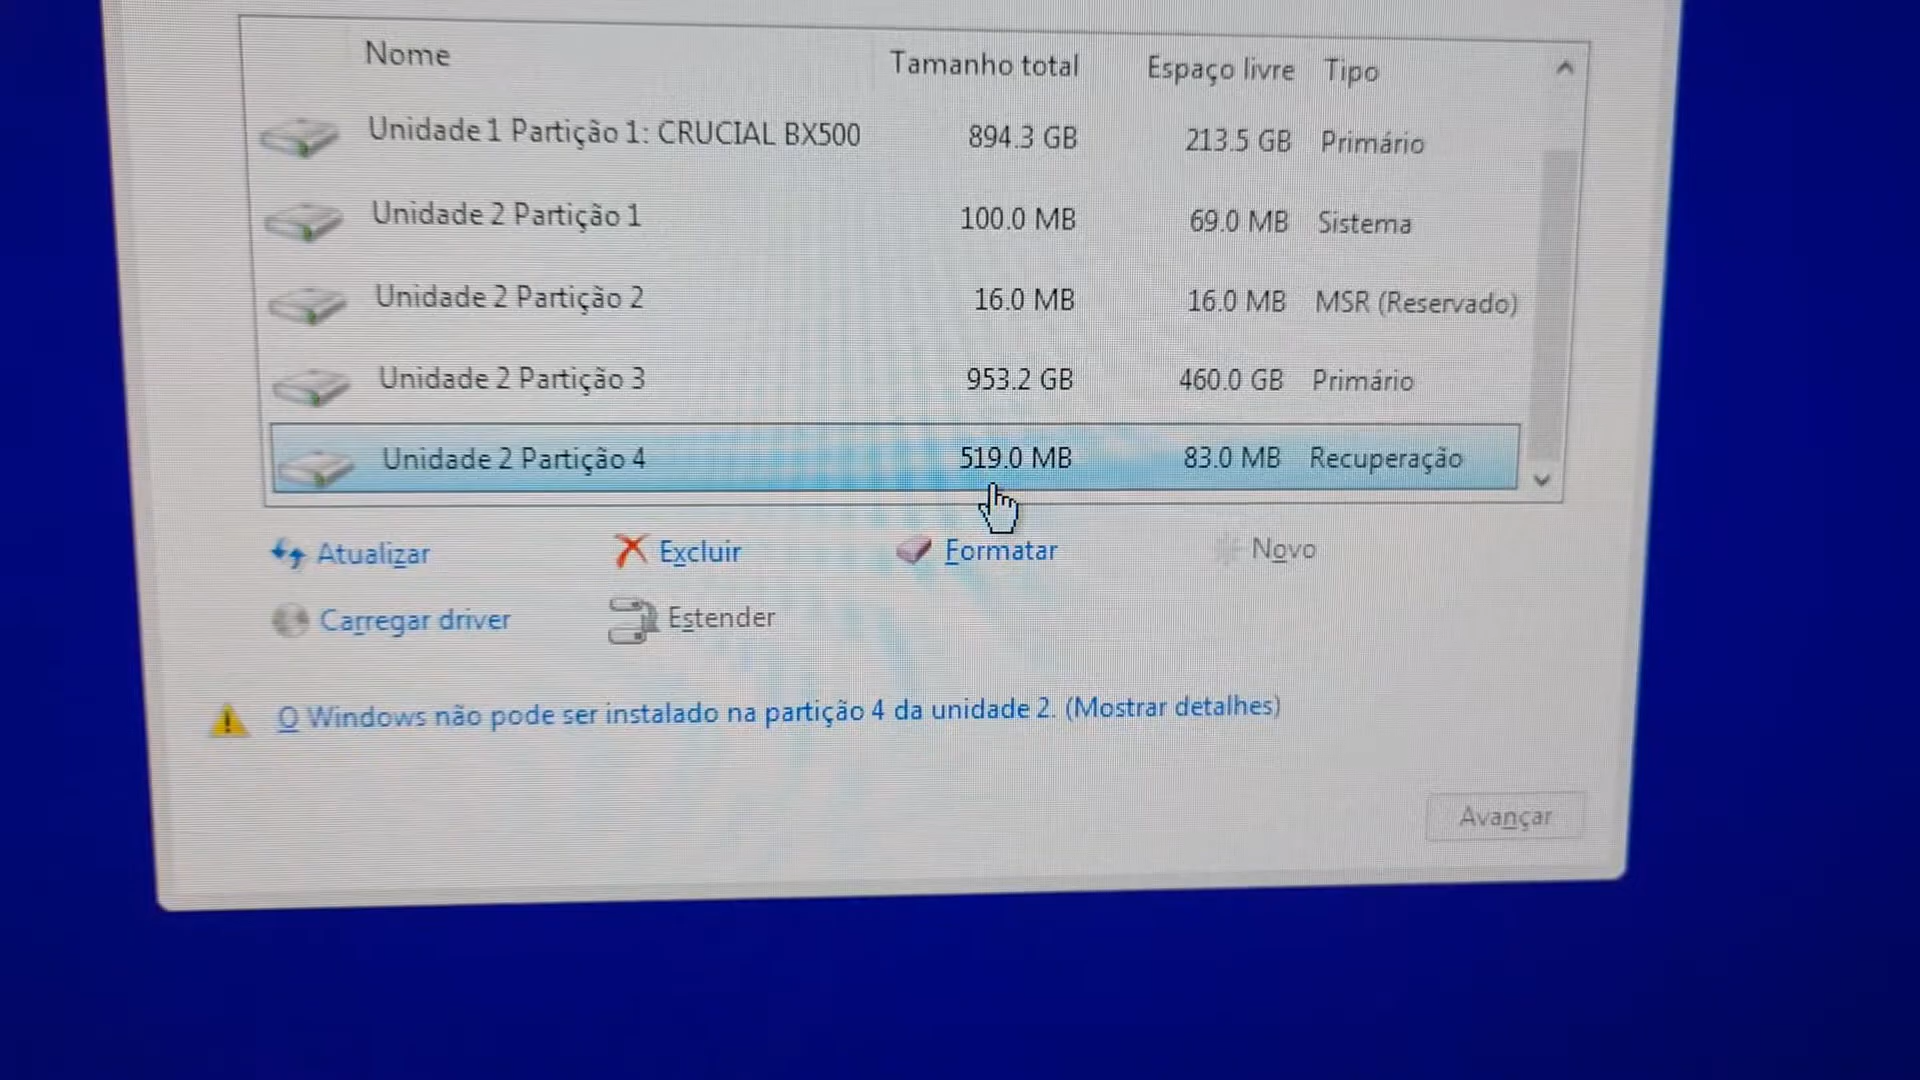 Nome Tamanho total Espaço livre Tipo
Unidade 1 Partição 1: CRUCIAL BX500 894.3 GB 213.5 GB Primário
Unidade 2 Partição 1 100.0 MB 69.0 MB Sistema
Unidade 2 Partição 2 16.0 MB 16.0 MB MSR (Reservado)
Unidade 2 Partição 3 953.2 GB 460.0 GB Primário
Unidade 2 Partição 4 519.0 MB 83.0 MB Recuperação
Atualizar Excluir Formatar Novo
Carregar driver Estender
O Windows não pode ser instalado na partição 4 da unidade 2. (Mostrar detalhes)
Avançar